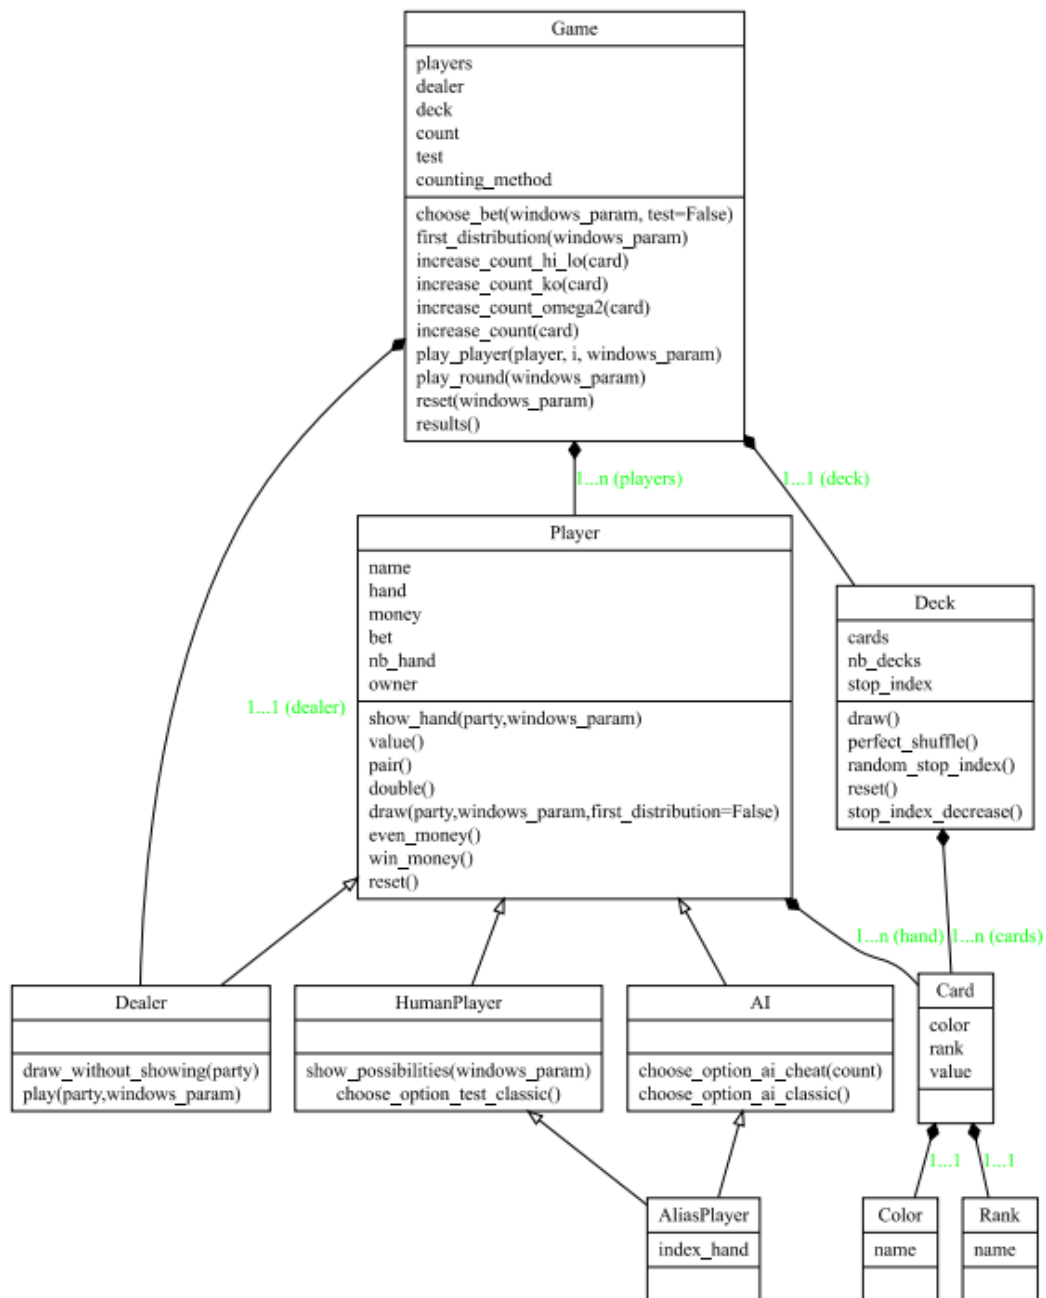 Game
players
dealer
deck
count
test
counting_method
choose_bet(windows_param, test=False)
first_distribution(windows_param)
increase_count_hi_lo(card)
increase_count_ko(card)
increase_count_omega2(card)
increase_count(card)
play_player(player, i, windows_param)
play_round(windows_param)
reset(windows_param)
results()
1...n (players)
1...1 (deck)
Player
name
hand
money
bet
nb_hand
owner
show_hand(party,windows_param)
value()
pair()
double()
draw(party,windows_param,first_distribution=False)
even_money()
win_money()
reset()
Deck
cards
nb_decks
stop_index
draw()
perfect_shuffle()
random_stop_index()
reset()
stop_index_decrease()
1...1 (dealer)
1...n (hand)
1...n (cards)
Dealer
draw_without_showing(party)
play(party,windows_param)
HumanPlayer
show_possibilities(windows_param)
choose_option_test_classic()
AI
choose_option_ai_cheat(count)
choose_option_ai_classic()
Card
color
rank
value
1...1
1...1
AliasPlayer
index_hand
Color
name
Rank
name